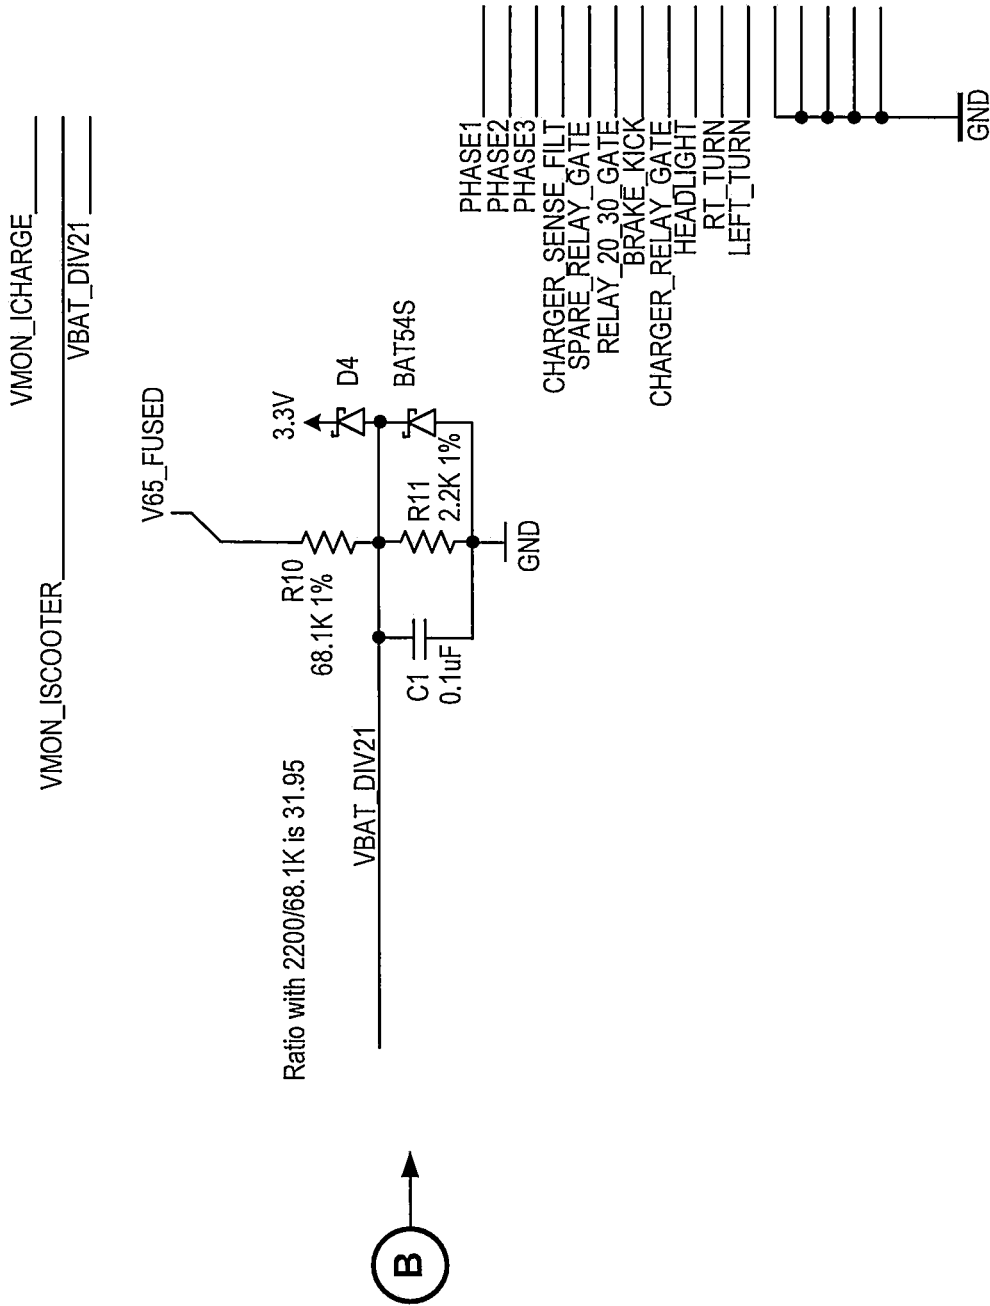 VMON_ICHARGE
VMON_ISCOOTER
VBAT_DIV21
V65_FUSED
Ratio with 2200/68.1K is 31.95
3.3V
D4
BAT54S
R10
68.1K 1%
R11
2.2K 1%
C1
0.1uF
VBAT_DIV21
GND
PHASE1
PHASE2
PHASE3
CHARGER_SENSE_FILT
SPARE_RELAY_GATE
RELAY_20_30_GATE
BRAKE_KICK
CHARGER_RELAY_GATE
HEADLIGHT
RT_TURN
LEFT_TURN
GND
B